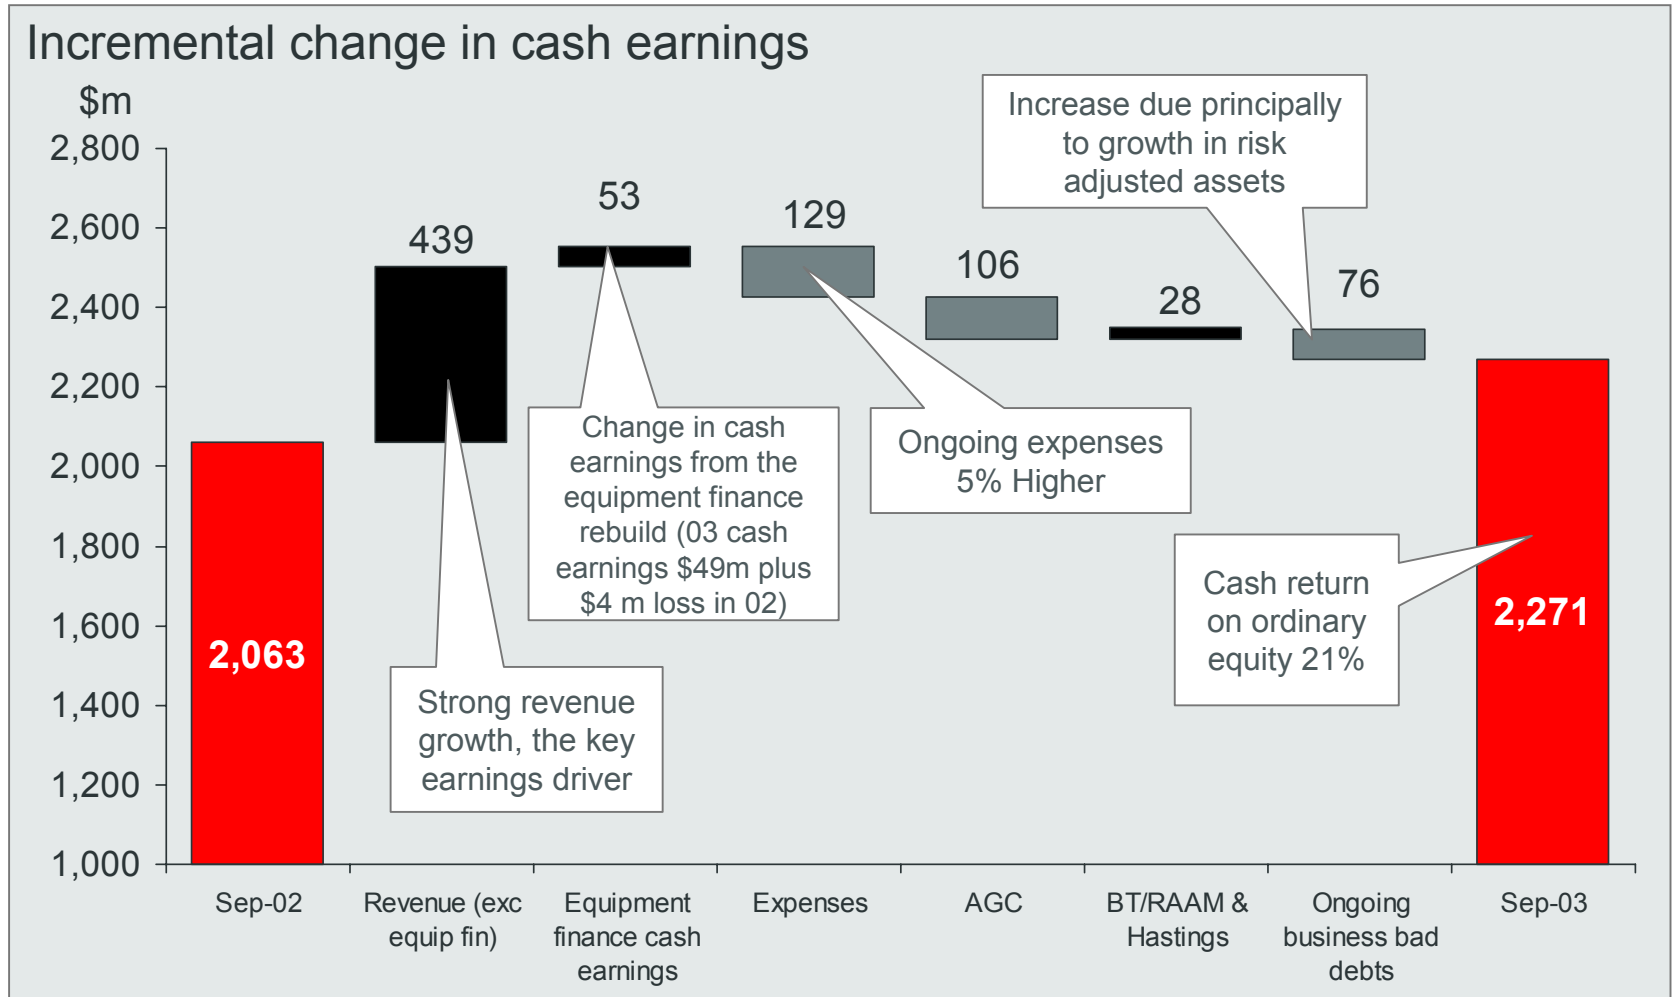 Incremental change in cash earnings
$m
2,800
2,600
2,400
2,200
2,000
1,800
1,600
1,400
1,200
1,000
439
53
129
106
28
76
2,063
2,271
Increase due principally
to growth in risk
adjusted assets
Change in cash
earnings from the
equipment finance
rebuild (03 cash
earnings $49m plus
$4 m loss in 02)
Ongoing expenses
5% Higher
Cash return
on ordinary
equity 21%
Strong revenue
growth, the key
earnings driver
Sep-02
Revenue (exc
equip fin)
Equipment
finance cash
earnings
Expenses
AGC
BT/RAAM &
Hastings
Ongoing
business bad
debts
Sep-03